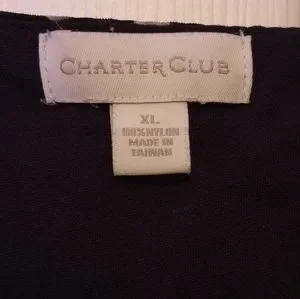 CHARTER CLUB
XL
100% NYLON
MADE IN
TAIWAN